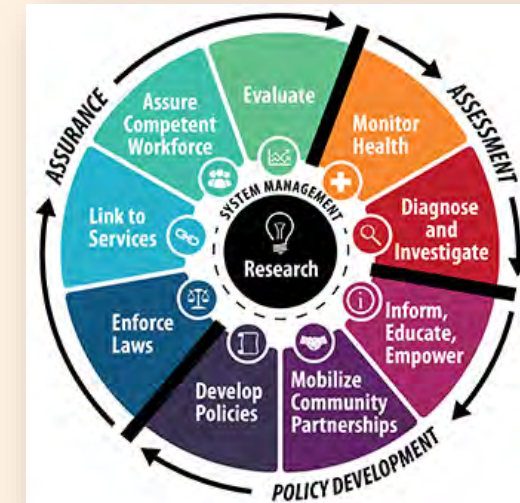 ASSURANCE
ASSESSMENT
POLICY DEVELOPMENT
Evaluate
Monitor
Health
Diagnose
and
Investigate
Inform,
Educate,
Empower
Mobilize
Community
Partnerships
Develop
Policies
Enforce
Laws
Link to
Services
Assure
Competent
Workforce
SYSTEM MANAGEMENT
Research